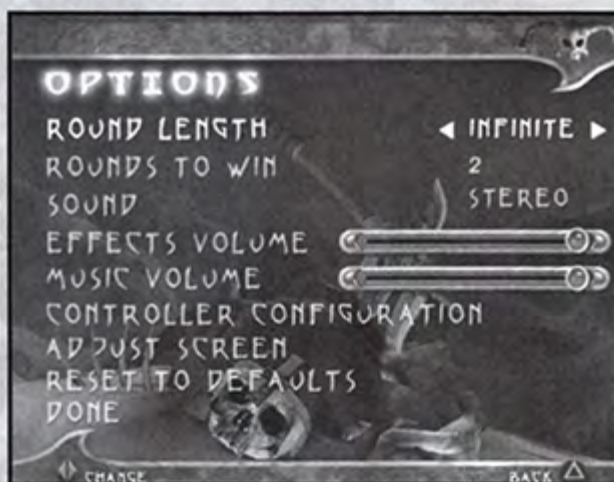 OPTIONS
ROUND LENGTH INFINITE
ROUNDS TO WIN 2
SOUND STEREO
EFFECTS VOLUME
MUSIC VOLUME
CONTROLLER CONFIGURATION
ADJUST SCREEN
RESET TO DEFAULTS
DONE
CHANGE BACK